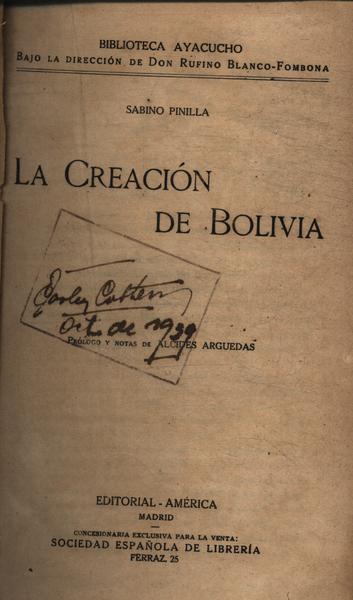 BIBLIOTECA AYACUCHO
BAJO LA DIRECCIÓN DE DON RUFINO BLANCO-FOMBONA
SABINO PINILLA
LA CREACIÓN
DE BOLIVIA
Oct. de 1939
PRÓLOGO Y NOTAS DE ALCIDES ARGUEDAS
EDITORIAL-AMÉRICA
MADRID
CONCESIONARIA EXCLUSIVA PARA LA VENTA:
SOCIEDAD ESPAÑOLA DE LIBRERÍA
FERRAZ. 25